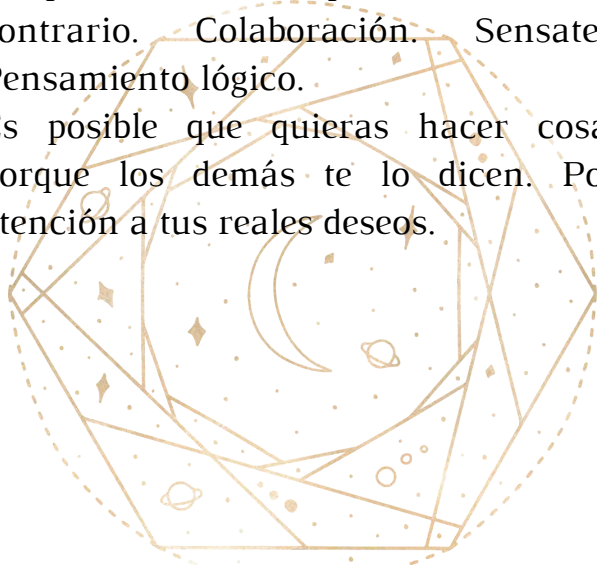 ontrario. Colaboración. Sensate
Pensamiento lógico.
s posible que quieras hacer cosa
orque los demás te lo dicen. Po
tención a tus reales deseos.